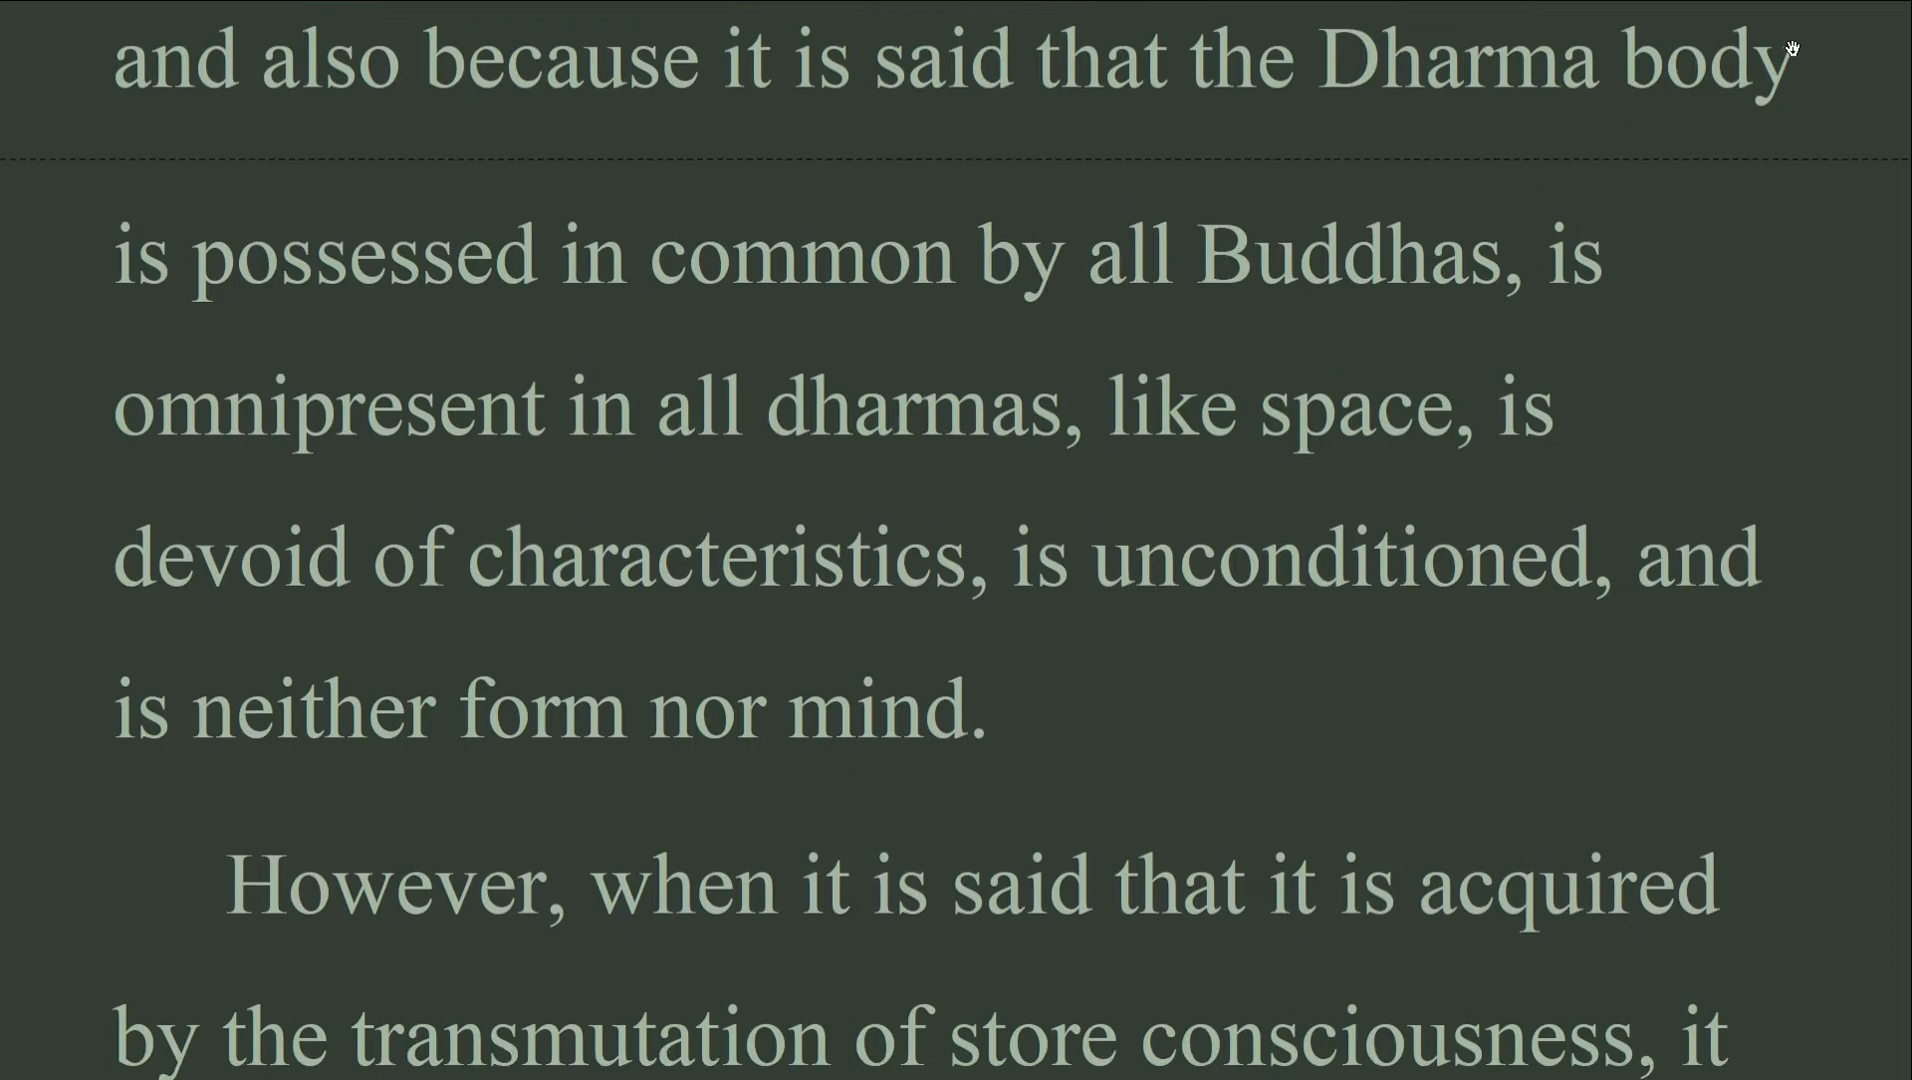 and also because it is said that the Dharma body
is possessed in common by all Buddhas, is
omnipresent in all dharmas, like space, is
devoid of characteristics, is unconditioned, and
is neither form nor mind.
However, when it is said that it is acquired
by the transmutation of store consciousness, it